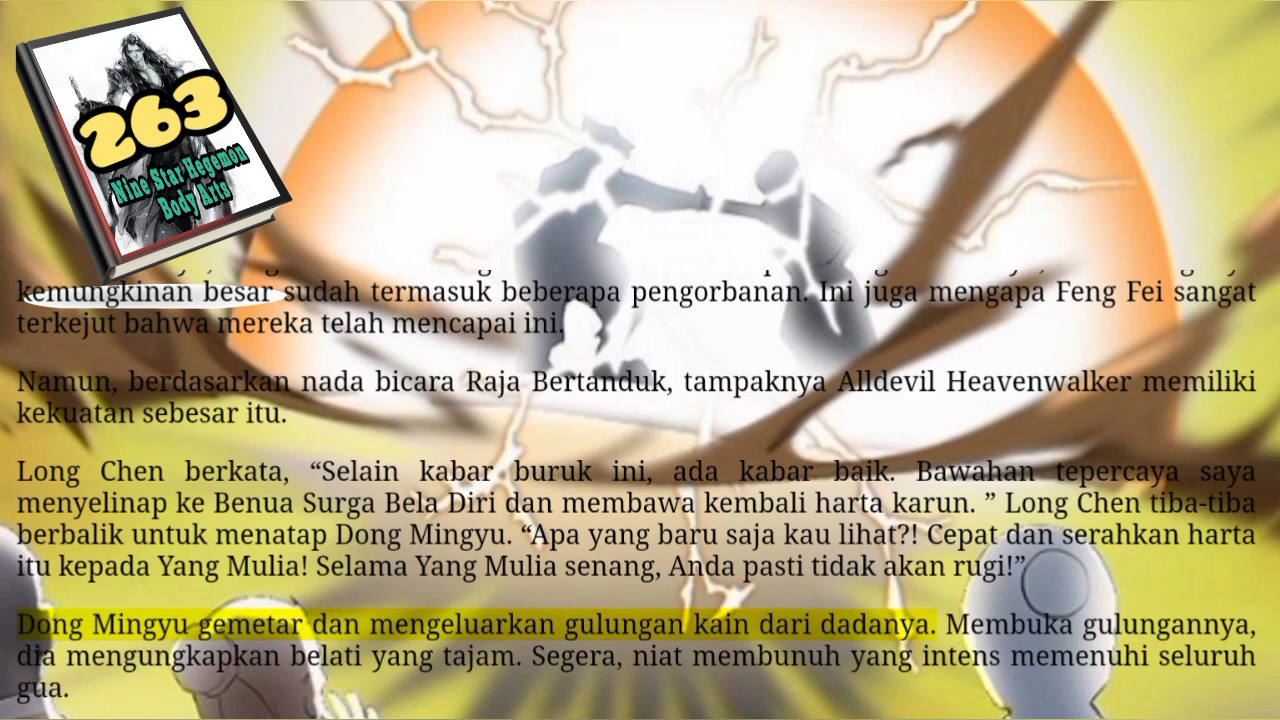 263
Nine Star Hegemon
Body Arts
kemungkinan besar sudah termasuk beberapa pengorbanan. Ini juga mengapa Feng Fei sangat
terkejut bahwa mereka telah mencapai ini.
Namun, berdasarkan nada bicara Raja Bertanduk, tampaknya Alldevil Heavenwalker memiliki
kekuatan sebesar itu.
Long Chen berkata, “Selain kabar buruk ini, ada kabar baik. Bawahan tepercaya saya
menyelinap ke Benua Surga Bela Diri dan membawa kembali harta karun. ” Long Chen tiba-tiba
berbalik untuk menatap Dong Mingyu. “Apa yang baru saja kau lihat?! Cepat dan serahkan harta
itu kepada Yang Mulia! Selama Yang Mulia senang, Anda pasti tidak akan rugi!”
Dong Mingyu gemetar dan mengeluarkan gulungan kain dari dadanya. Membuka gulungannya,
dia mengungkapkan belati yang tajam. Segera, niat membunuh yang intens memenuhi seluruh
gua.